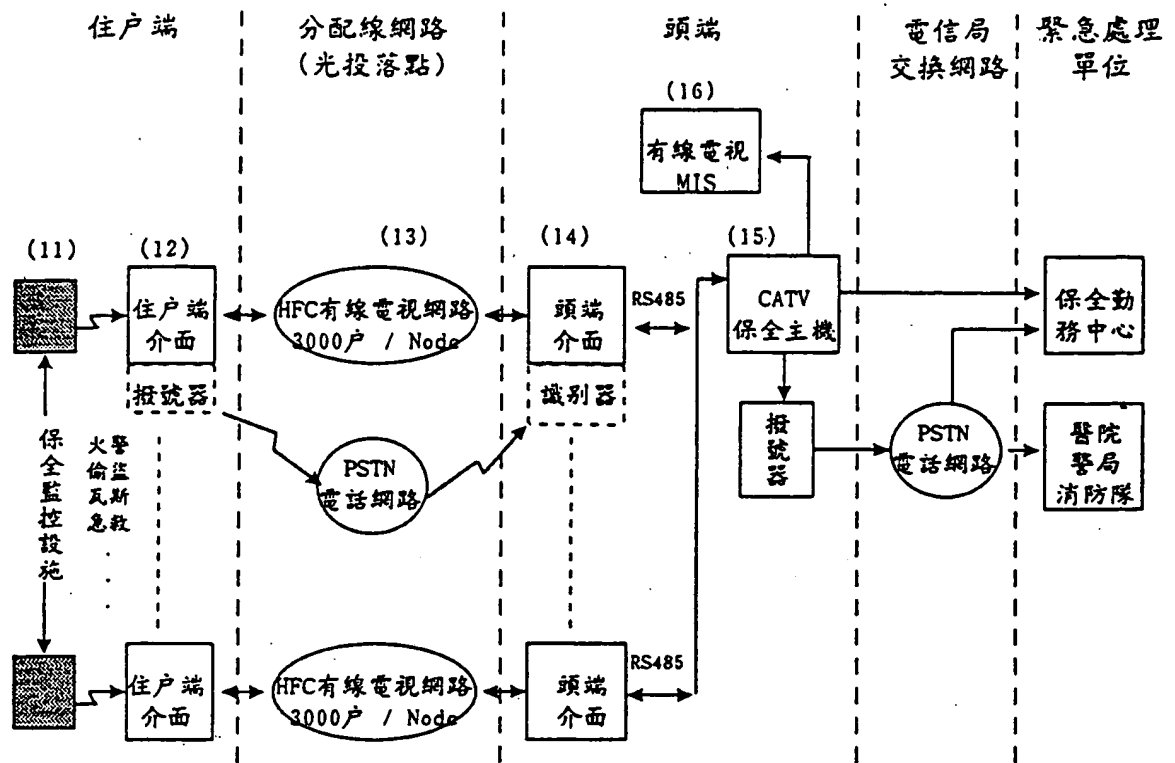 住户端
分配線網路
(光投落點)
頭端
電信局
交換網路
緊急處理
單位
(16)
有線電視
MIS
(11)
(12)
(13)
(14)
(15)
住户端
介面
撥號器
HFC有線電視網路
3000户 / Node
頭端
介面
識別器
RS485
CATV
保全主機
保全勤
務中心
保全監控設施
火警
偷盜
瓦斯
急救
PSTN
電話網路
撥號器
PSTN
電話網路
醫院
警局
消防隊
住户端
介面
HFC有線電視網路
3000户 / Node
頭端
介面
RS485